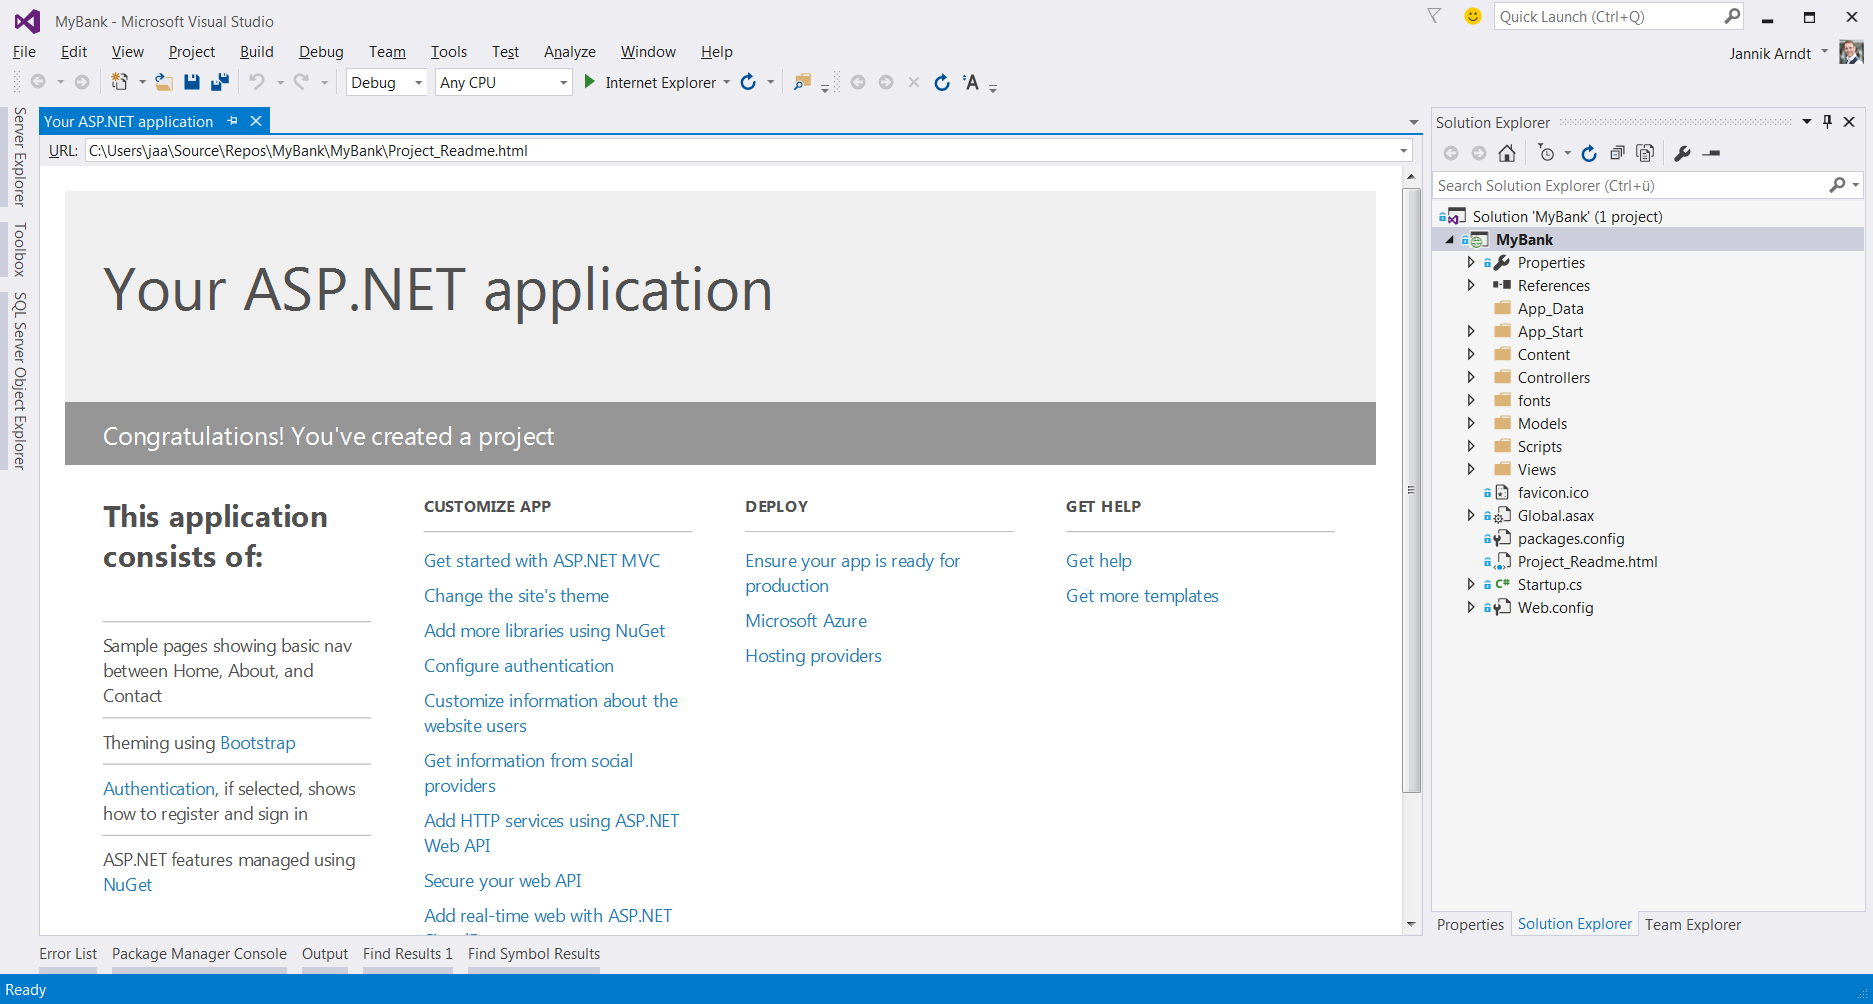 MyBank - Microsoft Visual Studio
Quick Launch (Ctrl+Q)
File Edit View Project Build Debug Team Tools Test Analyze Window Help
Jannik Arndt
Debug Any CPU Internet Explorer
Server Explorer
Toolbox
SQL Server Object Explorer
Your ASP.NET application
URL: C:\Users\jaa\Source\Repos\MyBank\MyBank\Project_Readme.html
Your ASP.NET application
Congratulations! You've created a project
This application
consists of:
Sample pages showing basic nav
between Home, About, and
Contact
Theming using Bootstrap
Authentication, if selected, shows
how to register and sign in
ASP.NET features managed using
NuGet
CUSTOMIZE APP
Get started with ASP.NET MVC
Change the site's theme
Add more libraries using NuGet
Configure authentication
Customize information about the
website users
Get information from social
providers
Add HTTP services using ASP.NET
Web API
Secure your web API
Add real-time web with ASP.NET
DEPLOY
Ensure your app is ready for
production
Microsoft Azure
Hosting providers
GET HELP
Get help
Get more templates
Solution Explorer
Search Solution Explorer (Ctrl+ü)
Solution 'MyBank' (1 project)
MyBank
Properties
References
App_Data
App_Start
Content
Controllers
fonts
Models
Scripts
Views
favicon.ico
Global.asax
packages.config
Project_Readme.html
C# Startup.cs
Web.config
Properties Solution Explorer Team Explorer
Error List Package Manager Console Output Find Results 1 Find Symbol Results
Ready